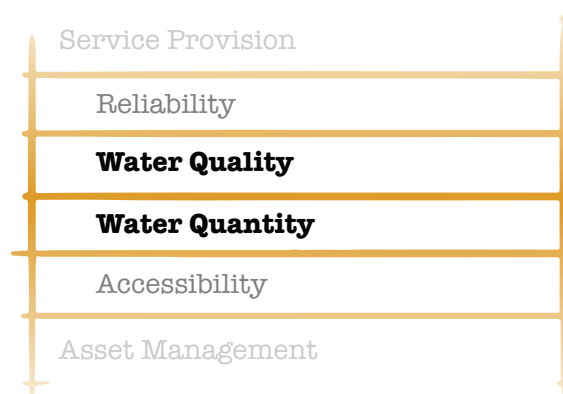 Service Provision
Reliability
Water Quality
Water Quantity
Accessibility
Asset Management